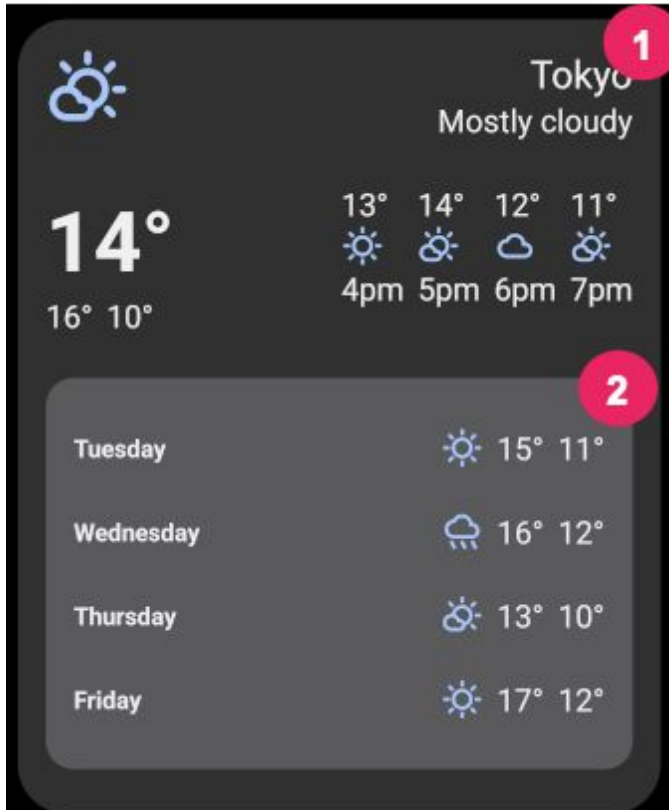 1
Tokyo
Mostly cloudy
14°
16° 10°
13° 14° 12° 11°
4pm 5pm 6pm 7pm
2
Tuesday 15° 11°
Wednesday 16° 12°
Thursday 13° 10°
Friday 17° 12°